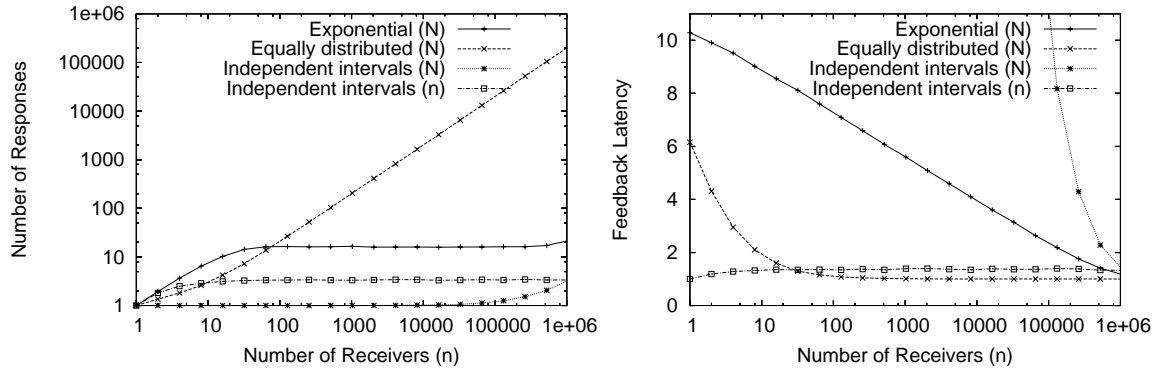 1e+06
100000
10000
1000
100
10
1
Number of Responses
Exponential (N)
Equally distributed (N)
Independent intervals (N)
Independent intervals (n)
1 10 100 1000 10000 100000 1e+06
Number of Receivers (n)
10
8
6
4
2
0
Feedback Latency
Exponential (N)
Equally distributed (N)
Independent intervals (N)
Independent intervals (n)
1 10 100 1000 10000 100000 1e+06
Number of Receivers (n)